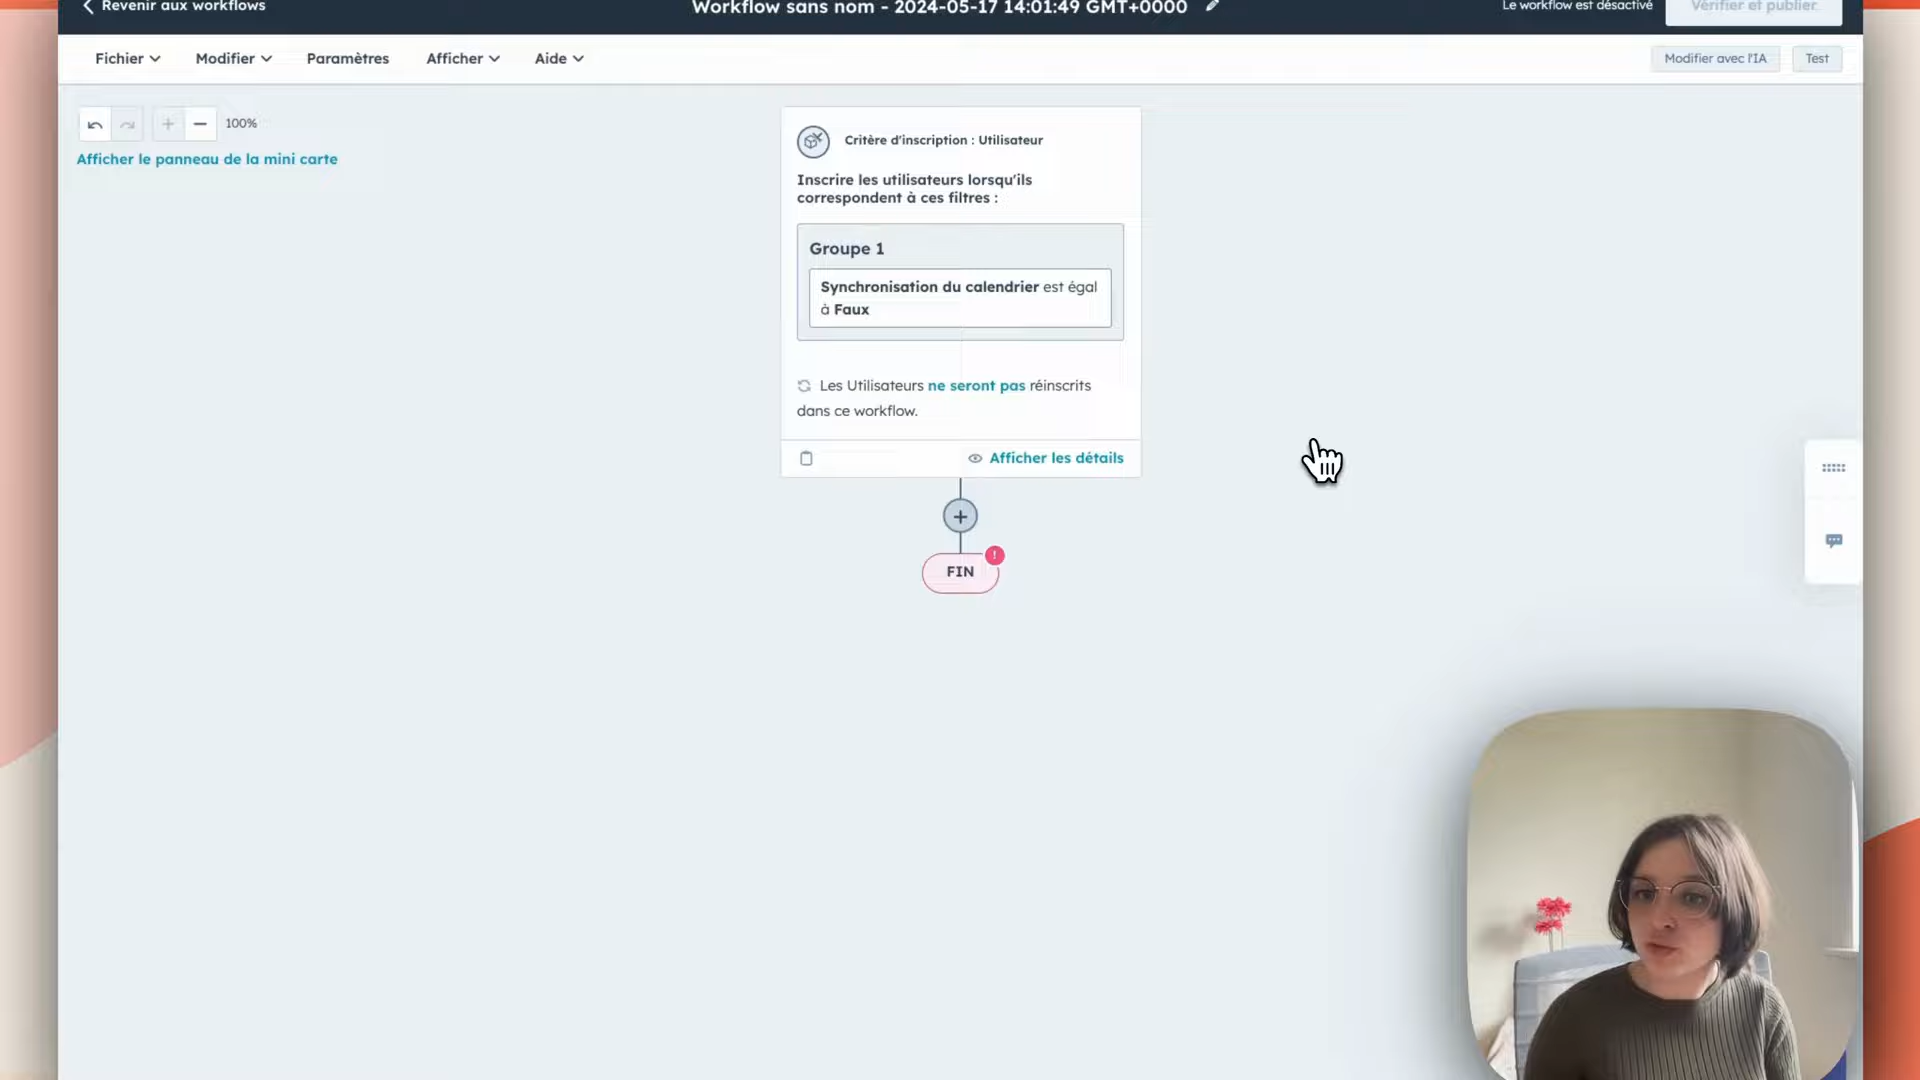 Revenir aux workflows
Workflow sans nom - 2024-05-17 14:01:49 GMT+0000
Le workflow est désactivé
Vérifier et publier
Fichier
Modifier
Paramètres
Afficher
Aide
Modifier avec l'IA
Test
100%
Afficher le panneau de la mini carte
Critère d'inscription : Utilisateur
Inscrire les utilisateurs lorsqu'ils
correspondent à ces filtres :
Groupe 1
Synchronisation du calendrier est égal
à Faux
Les Utilisateurs ne seront pas réinscrits
dans ce workflow.
Afficher les détails
FIN